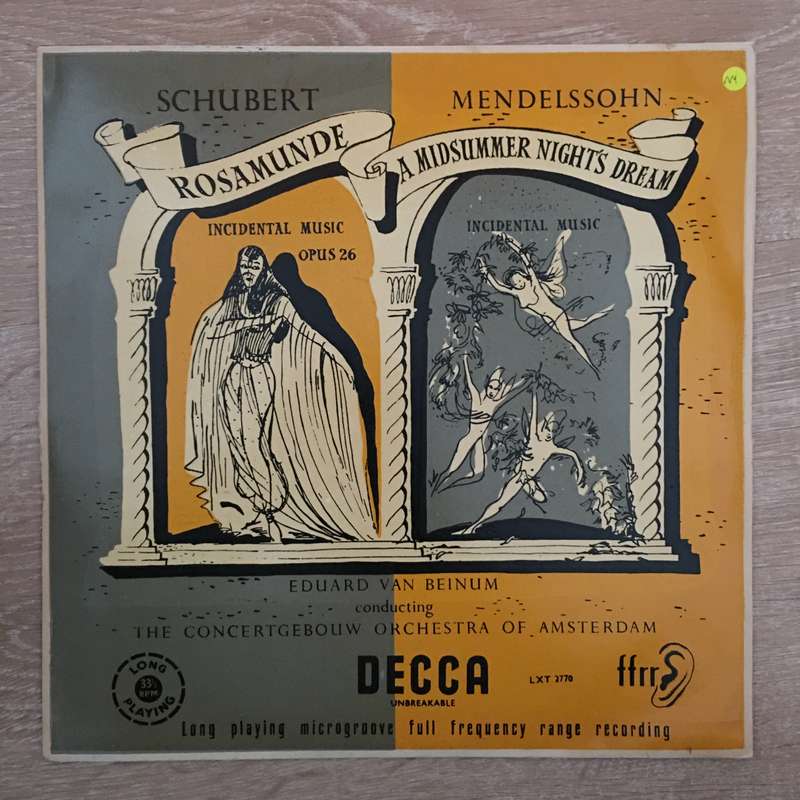 SCHUBERT
MENDELSSOHN
ROSAMUNDE
A MIDSUMMER NIGHT'S DREAM
INCIDENTAL MUSIC
OPUS 26
INCIDENTAL MUSIC
EDUARD VAN BEINUM
conducting
THE CONCERTGEBOUW ORCHESTRA OF AMSTERDAM
LONG
33⅓
RPM
PLAYING
DECCA
UNBREAKABLE
LXT 2770
ffrr
Long playing microgroove full frequency range recording